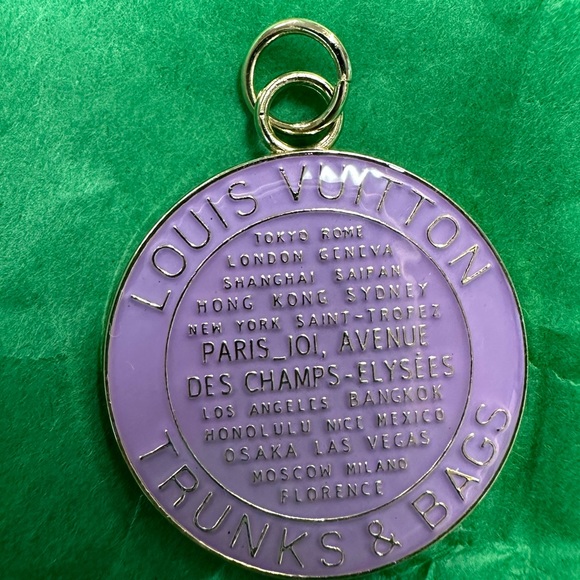 LOUIS VUITTON
TOKYO ROME
LONDON GENEVA
SHANGHAI SAIPAN
HONG KONG SYDNEY
NEW YORK SAINT-TROPEZ
PARIS_101, AVENUE
DES CHAMPS-ELYSÉES
LOS ANGELES BANGKOK
HONOLULU NICE MEXICO
OSAKA LAS VEGAS
MOSCOW MILANO
FLORENCE
TRUNKS & BAGS